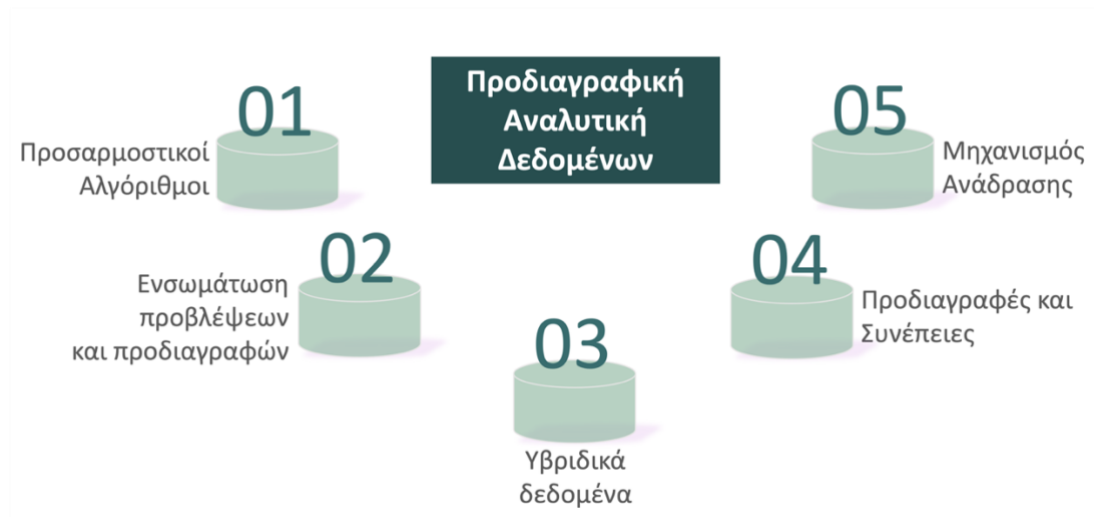 Προδιαγραφική
Αναλυτική
Δεδομένων
01
Προσαρμοστικοί
Αλγόριθμοι
02
Ενσωμάτωση
προβλέψεων
και προδιαγραφών
03
Υβριδικά
δεδομένα
04
Προδιαγραφές και
Συνέπειες
05
Μηχανισμός
Ανάδρασης